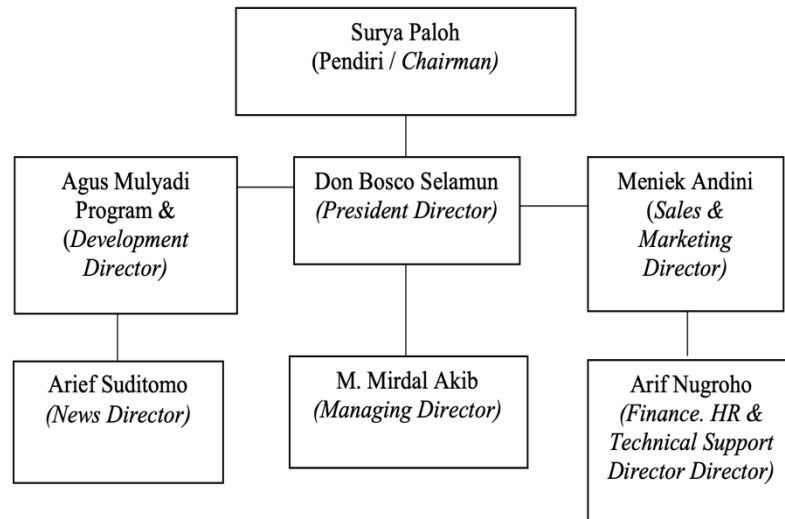 Surya Paloh
(Pendiri / Chairman)
Agus Mulyadi
Program &
(Development
Director)
Don Bosco Selamun
(President Director)
Meniek Andini
(Sales &
Marketing
Director)
Arief Suditomo
(News Director)
M. Mirdal Akib
(Managing Director)
Arif Nugroho
(Finance. HR &
Technical Support
Director Director)